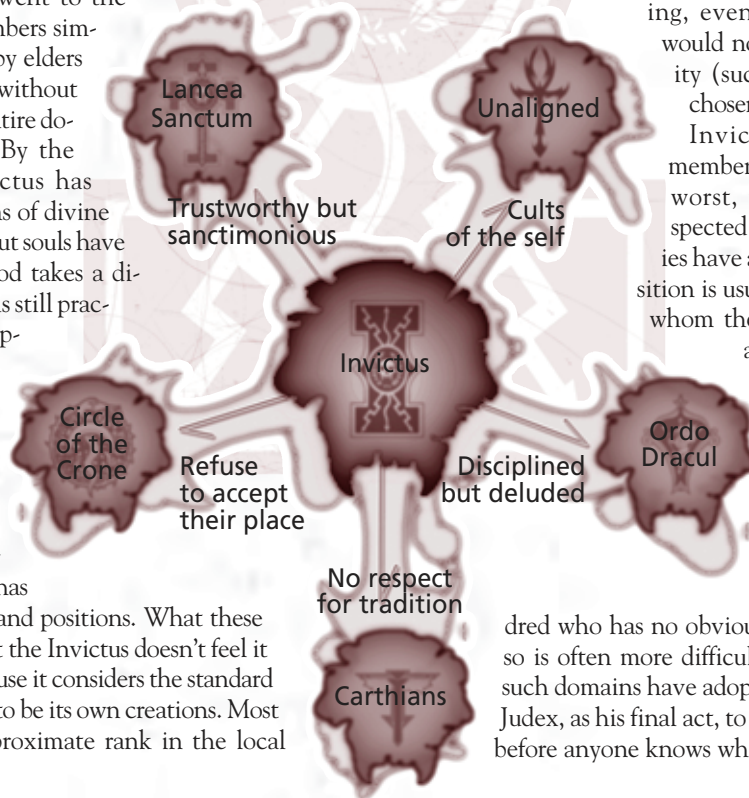 went to the
mbers sim-
by elders
without
tire do-
By the
ctus has
ns of divine
ut souls have
od takes a di-
s still prac-
p-
has
and positions. What these
t the Invictus doesn't feel it
use it considers the standard
to be its own creations. Most
proximate rank in the local
Lancea
Sanctum
Unaligned
Trustworthy but
sanctimonious
Cults
of the self
Invictus
Circle
of the
Crone
Ordo
Dracul
Refuse
to accept
their place
Disciplined
but deluded
No respect
for tradition
Carthians
ing, even
would no
ity (suc
chosen
Invic
member
worst,
spected
ies have a
sition is usu
whom the
a
dred who has no obviou
so is often more difficul
such domains have adop
Judex, as his final act, to
before anyone knows wh